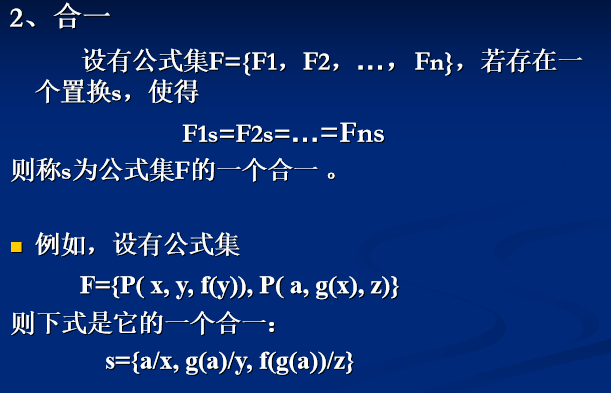 2、合一
设有公式集F={F1，F2，…，Fn}，若存在一
个置换s，使得
F1s=F2s=…=Fns
则称s为公式集F的一个合一 。
例如，设有公式集
F={P( x, y, f(y)), P( a, g(x), z)}
则下式是它的一个合一：
s={a/x, g(a)/y, f(g(a))/z}